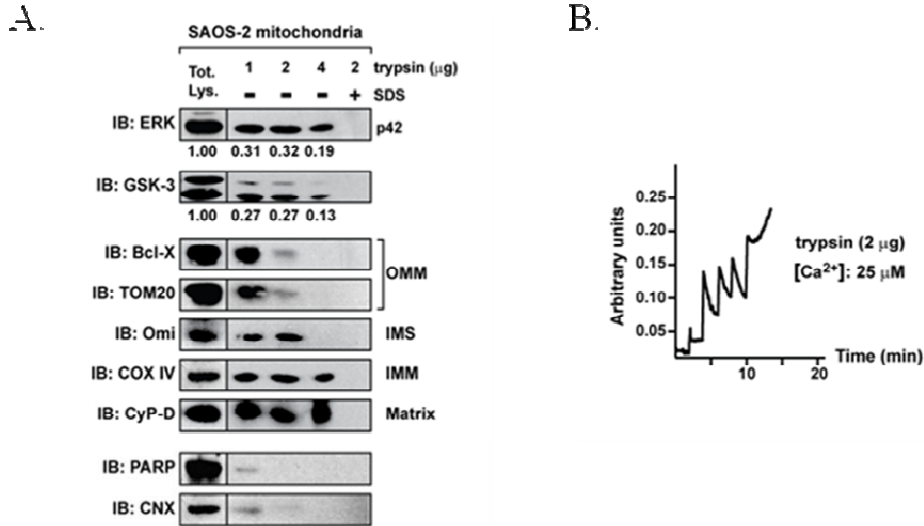 A.
B.
SAOS-2 mitochondria
Tot.
Lys.
1 2 4 2 trypsin (µg)
- - - + SDS
IB: ERK p42
1.00 0.31 0.32 0.19
IB: GSK-3
1.00 0.27 0.27 0.13
IB: Bcl-X
OMM
IB: TOM20
IB: Omi IMS
IB: COX IV IMM
IB: CyP-D Matrix
IB: PARP
IB: CNX
Arbitrary units
0.25
0.20
0.15
0.10
0.05
trypsin (2 µg)
[Ca²⁺]: 25 µM
Time (min)
10 20